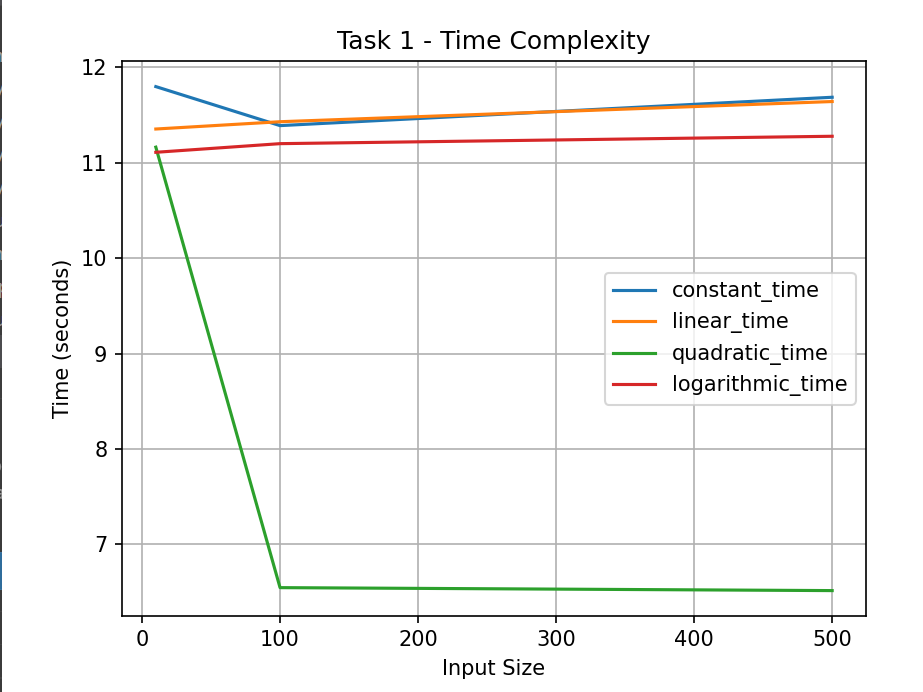 Task 1 - Time Complexity
12
11
10
9
8
7
Time (seconds)
constant_time
linear_time
quadratic_time
logarithmic_time
0 100 200 300 400 500
Input Size